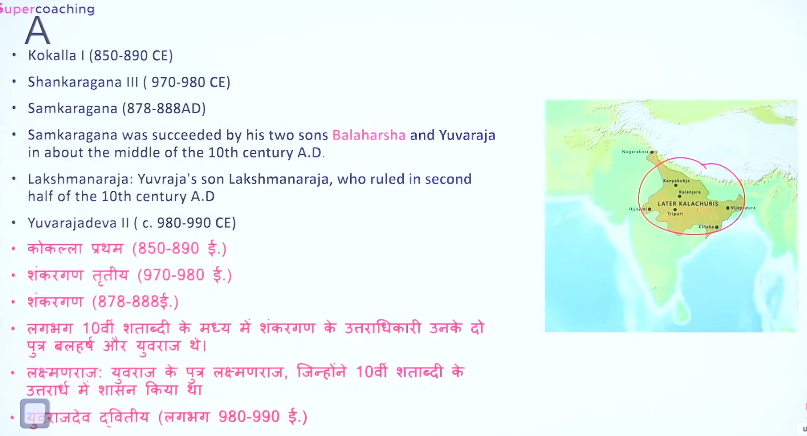 Supercoaching
A
• Kokalla I (850-890 CE)
• Shankaragana III ( 970-980 CE)
• Samkaragana (878-888AD)
• Samkaragana was succeeded by his two sons Balaharsha and Yuvaraja
in about the middle of the 10th century A.D.
• Lakshmanaraja: Yuvraja's son Lakshmanaraja, who ruled in second
half of the 10th century A.D
• Yuvarajadeva II ( c. 980-990 CE)
• कोकल्ला प्रथम (850-890 ई.)
• शंकरगण तृतीय (970-980 ई.)
• शंकरगण (878-888ई.)
• लगभग 10वीं शताब्दी के मध्य में शंकरगण के उत्तराधिकारी उनके दो
पुत्र बलहर्ष और युवराज थे।
• लक्ष्मणराज: युवराज के पुत्र लक्ष्मणराज, जिन्होंने 10वीं शताब्दी के
उत्तरार्ध में शासन किया था
• युवराजदेव द्वितीय (लगभग 980-990 ई.)
Kanyakubja
Kalanjara
LATER KALACHURIS
Ujjayini
Tripuri